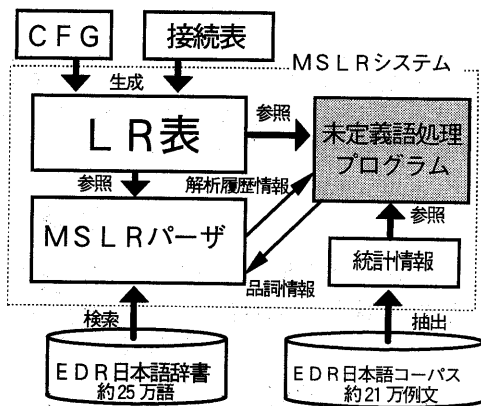 CFG
接続表
MSLRシステム
生成
LR表
参照
未定義語処理
プログラム
参照
解析履歴情報
参照
MSLRパーザ
統計情報
品詞情報
検索
抽出
EDR日本語辞書
約25万語
EDR日本語コーパス
約21万例文